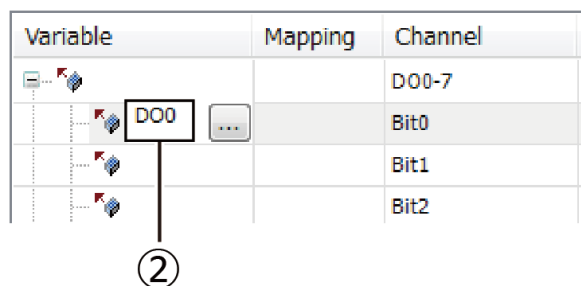 Variable Mapping Channel
DO0-7
DO0 ... Bit0
Bit1
Bit2
②